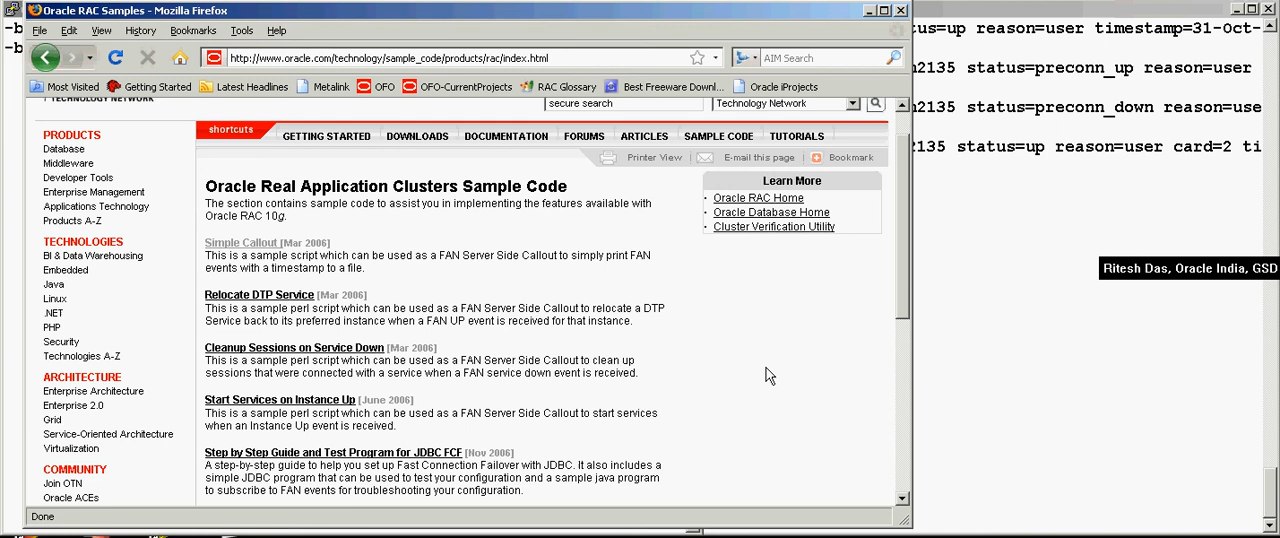 Oracle RAC Samples - Mozilla Firefox
File Edit View History Bookmarks Tools Help
http://www.oracle.com/technology/sample_code/products/rac/index.html
AIM Search
Most Visited Getting Started Latest Headlines Metalink OFO OFO-CurrentProjects RAC Glossary Best Freeware Downl... Oracle iProjects
TECHNOLOGY NETWORK
secure search
Technology Network
shortcuts GETTING STARTED DOWNLOADS DOCUMENTATION FORUMS ARTICLES SAMPLE CODE TUTORIALS
Printer View E-mail this page Bookmark
PRODUCTS
Database
Middleware
Developer Tools
Enterprise Management
Applications Technology
Products A-Z
TECHNOLOGIES
BI & Data Warehousing
Embedded
Java
Linux
.NET
PHP
Security
Technologies A-Z
ARCHITECTURE
Enterprise Architecture
Enterprise 2.0
Grid
Service-Oriented Architecture
Virtualization
COMMUNITY
Join OTN
Oracle ACEs
Oracle Real Application Clusters Sample Code
The section contains sample code to assist you in implementing the features available with
Oracle RAC 10g.
Simple Callout [Mar 2006]
This is a sample script which can be used as a FAN Server Side Callout to simply print FAN
events with a timestamp to a file.
Relocate DTP Service [Mar 2006]
This is a sample perl script which can be used as a FAN Server Side Callout to relocate a DTP
Service back to its preferred instance when a FAN UP event is received for that instance.
Cleanup Sessions on Service Down [Mar 2006]
This is a sample perl script which can be used as a FAN Server Side Callout to clean up
sessions that were connected with a service when a FAN service down event is received.
Start Services on Instance Up [June 2006]
This is a sample perl script which can be used as a FAN Server Side Callout to start services
when an Instance Up event is received.
Step by Step Guide and Test Program for JDBC FCF [Nov 2006]
A step-by-step guide to help you set up Fast Connection Failover with JDBC. It also includes a
simple JDBC program that can be used to test your configuration and a sample java program
to subscribe to FAN events for troubleshooting your configuration.
Learn More
Oracle RAC Home
Oracle Database Home
Cluster Verification Utility
Done
-b
-b
tus=up reason=user timestamp=31-Oct-
n2135 status=preconn_up reason=user
n2135 status=preconn_down reason=use
2135 status=up reason=user card=2 ti
Ritesh Das, Oracle India, GSD